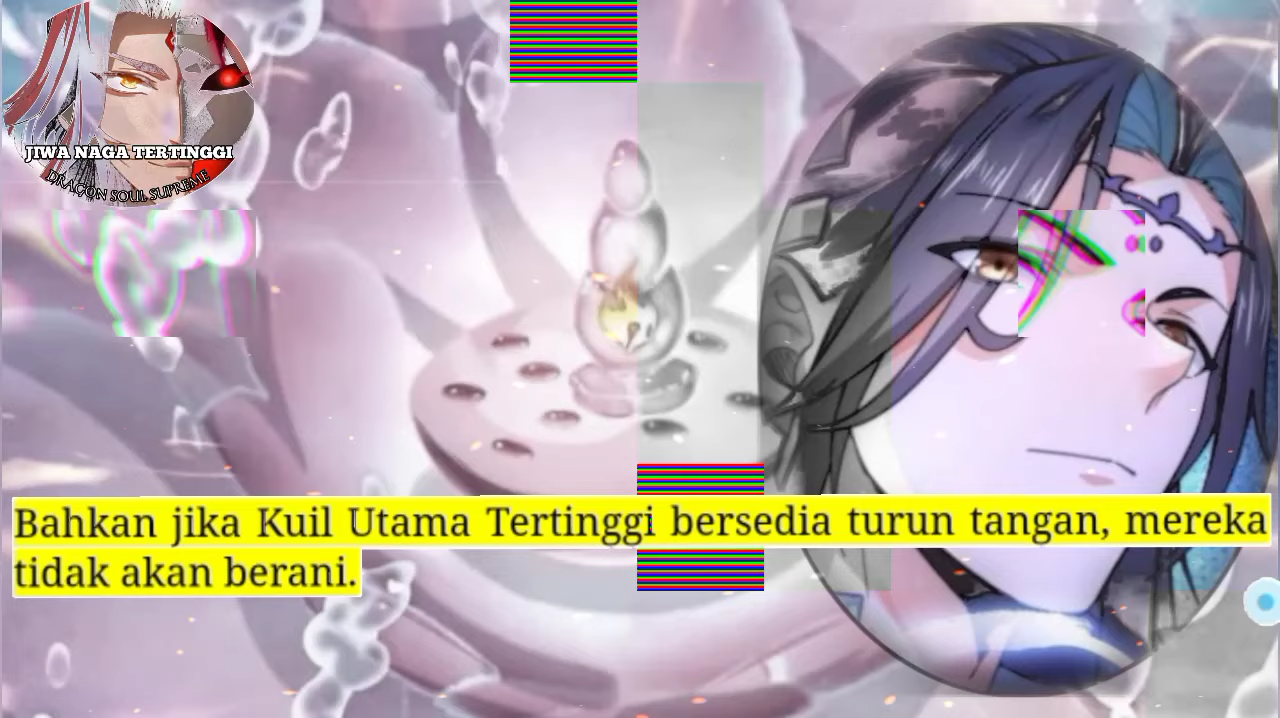 JIWA NAGA TERTINGGI
DRAGON SOUL SUPREME
Bahkan jika Kuil Utama Tertinggi bersedia turun tangan, mereka
tidak akan berani.